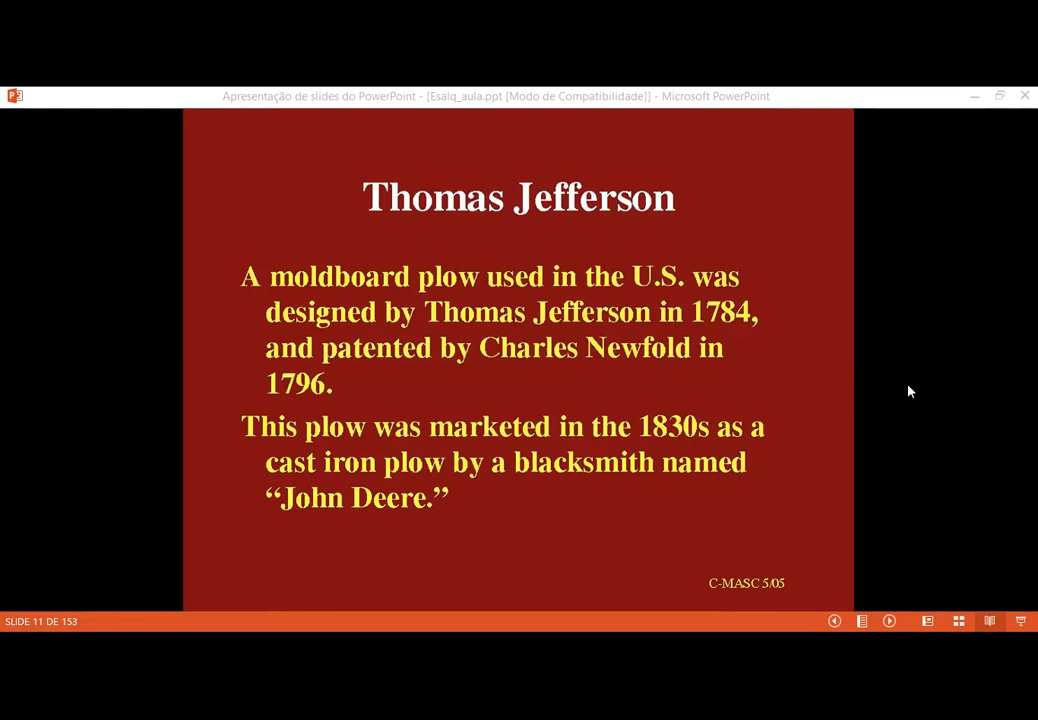 Apresentação de slides do PowerPoint - [Esalq_aula.ppt [Modo de Compatibilidade]] - Microsoft PowerPoint
Thomas Jefferson
A moldboard plow used in the U.S. was
designed by Thomas Jefferson in 1784,
and patented by Charles Newfold in
1796.
This plow was marketed in the 1830s as a
cast iron plow by a blacksmith named
“John Deere.”
C-MASC 5/05
SLIDE 11 DE 153